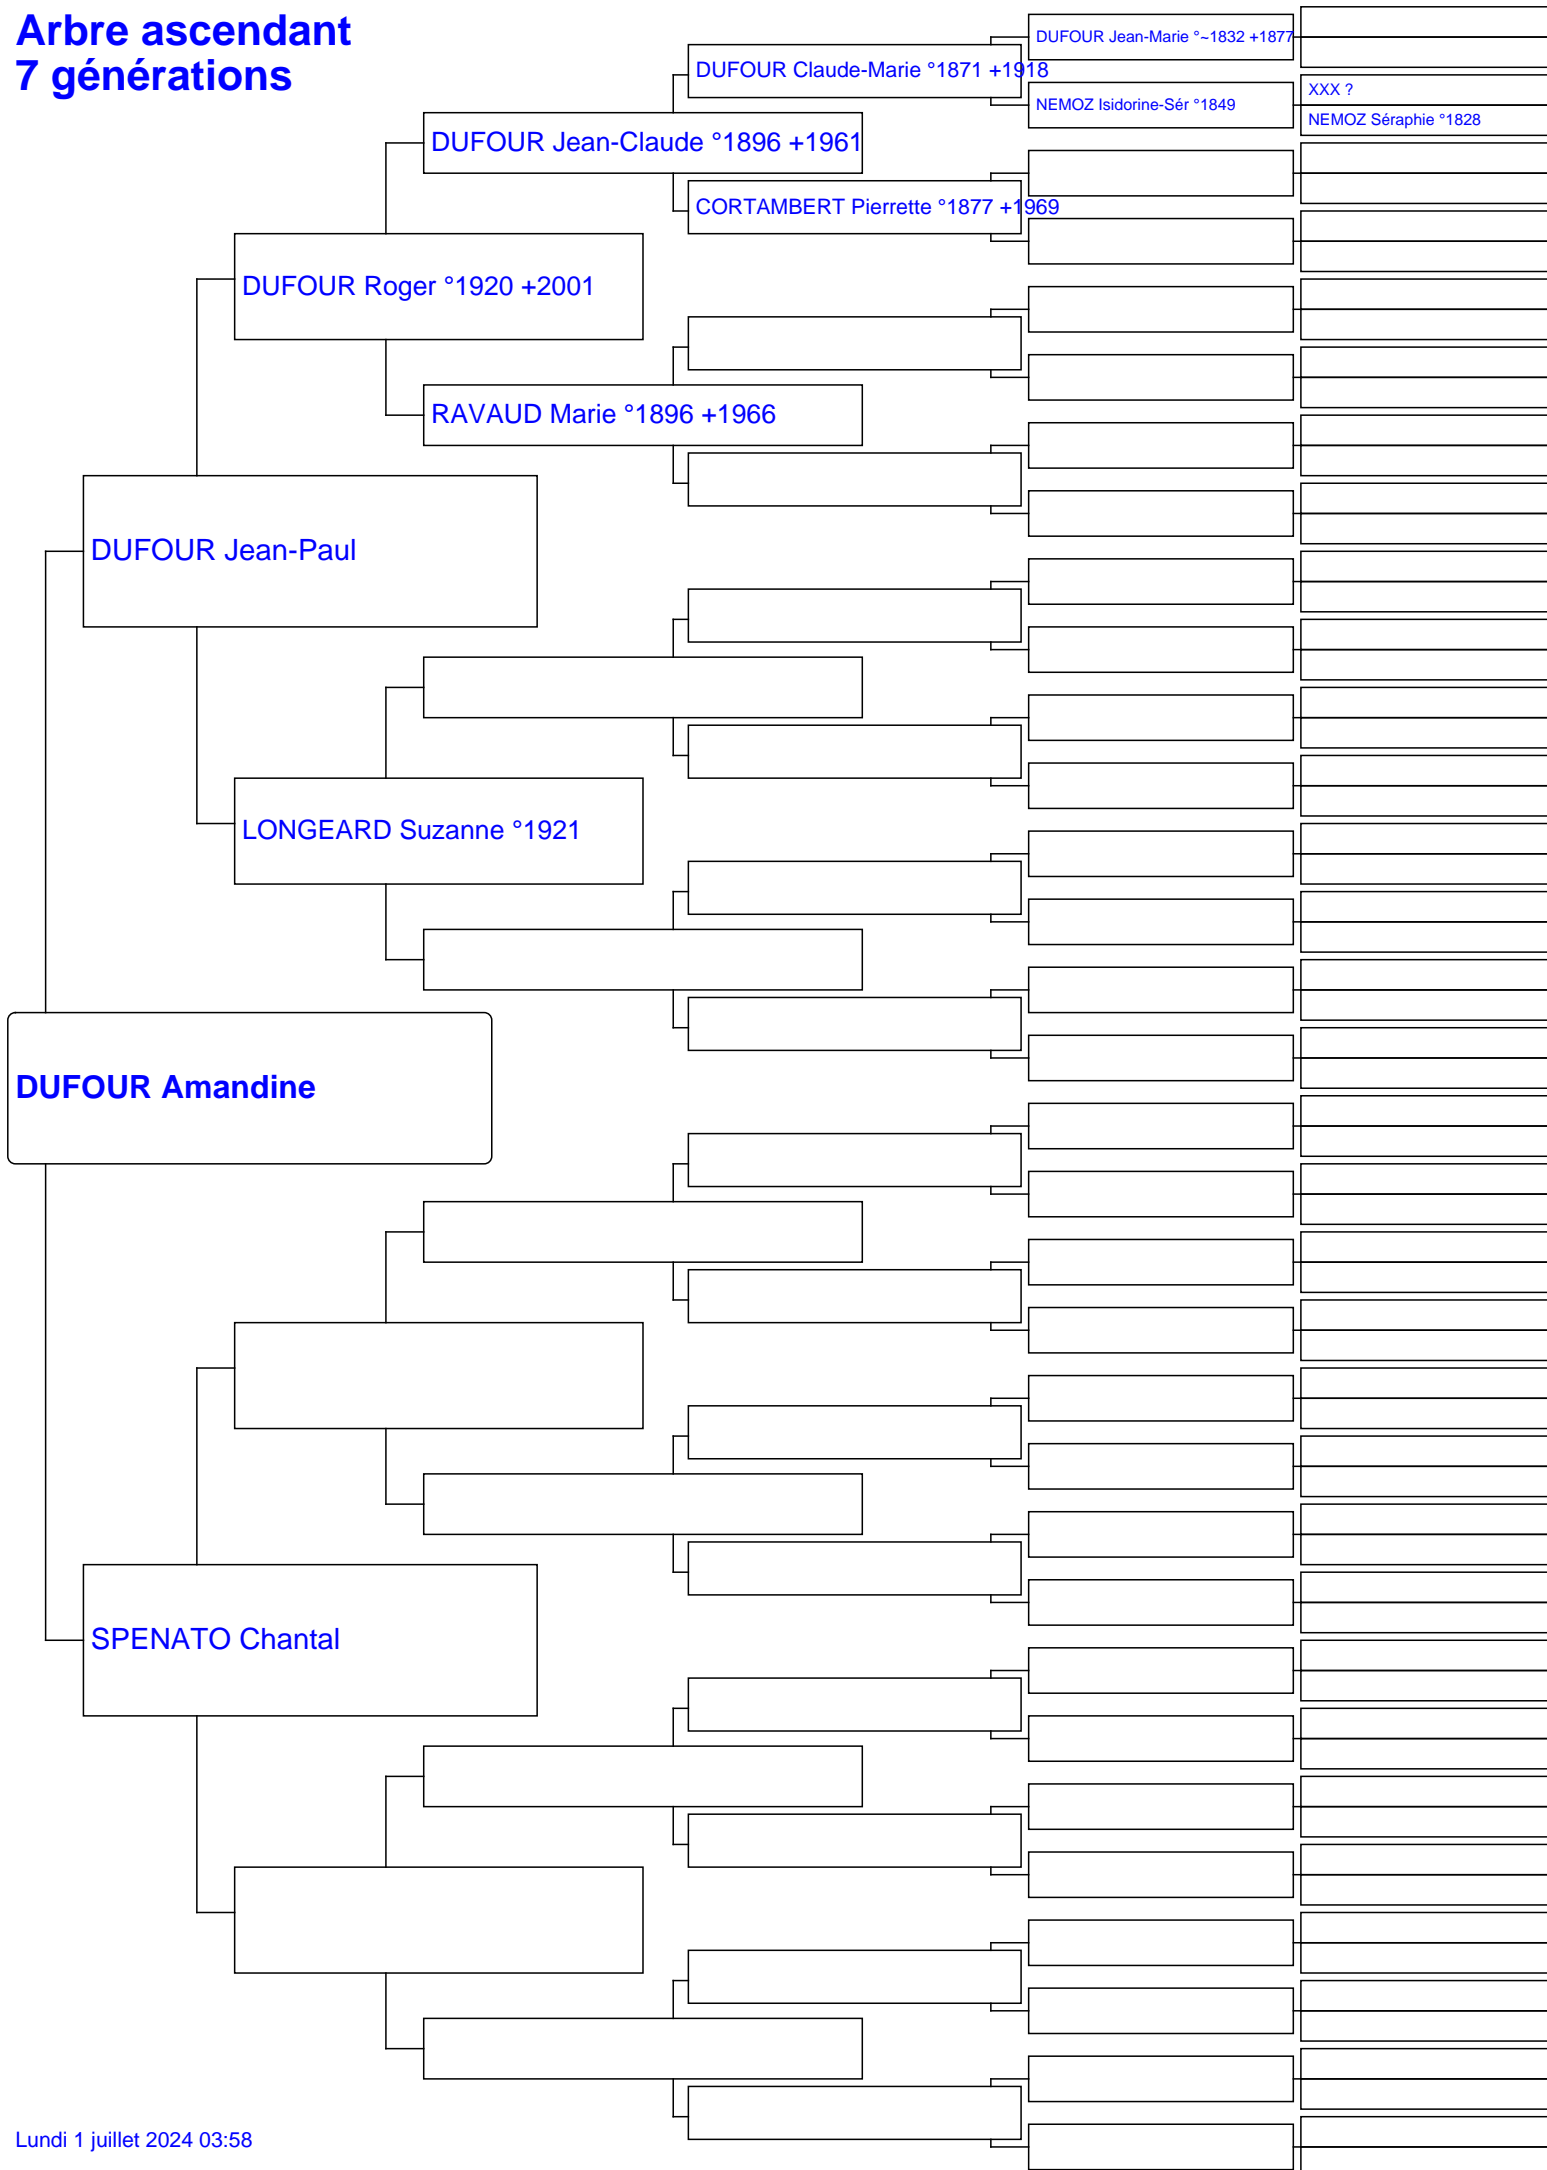 Arbre ascendant
7 générations
DUFOUR Jean-Marie °~1832 +1877
DUFOUR Claude-Marie °1871 +1918
XXX ?
NEMOZ Isidorine-Sér °1849
NEMOZ Séraphie °1828
DUFOUR Jean-Claude °1896 +1961
CORTAMBERT Pierrette °1877 +1969
DUFOUR Roger °1920 +2001
RAVAUD Marie °1896 +1966
DUFOUR Jean-Paul
LONGEARD Suzanne °1921
DUFOUR Amandine
SPENATO Chantal
Lundi 1 juillet 2024 03:58